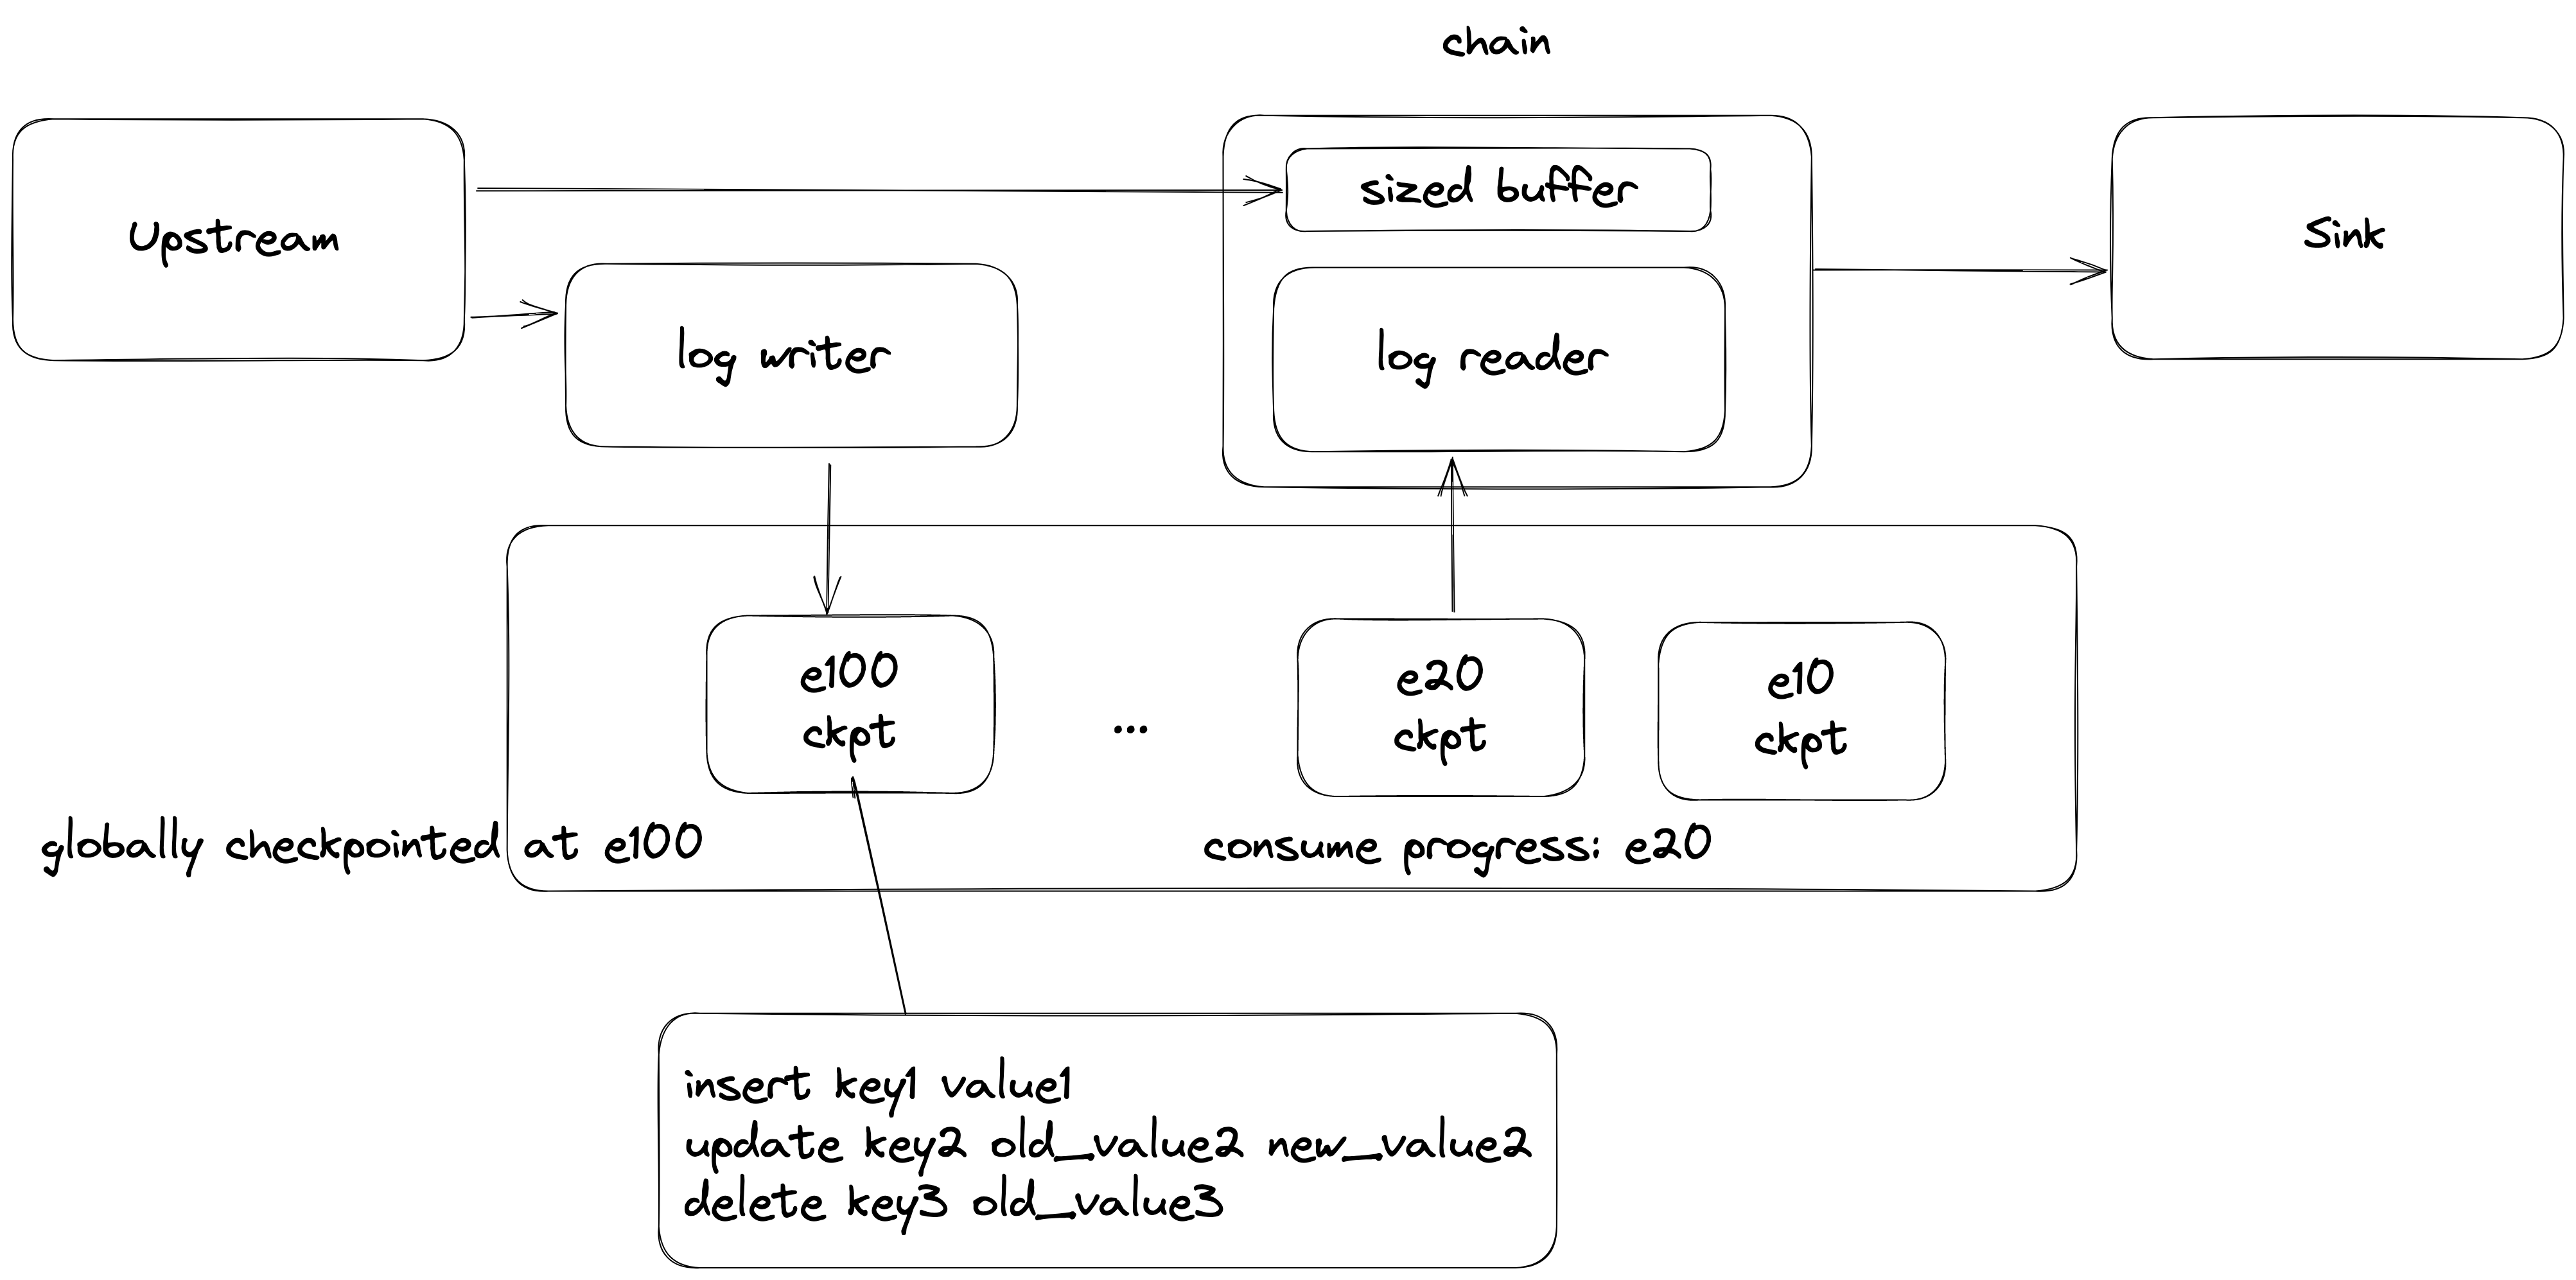 chain
Upstream
sized buffer
Sink
log writer
log reader
e100
ckpt
...
e20
ckpt
e10
ckpt
globally checkpointed at e100
consume progress: e20
insert key1 value1
update key2 old_value2 new_value2
delete key3 old_value3